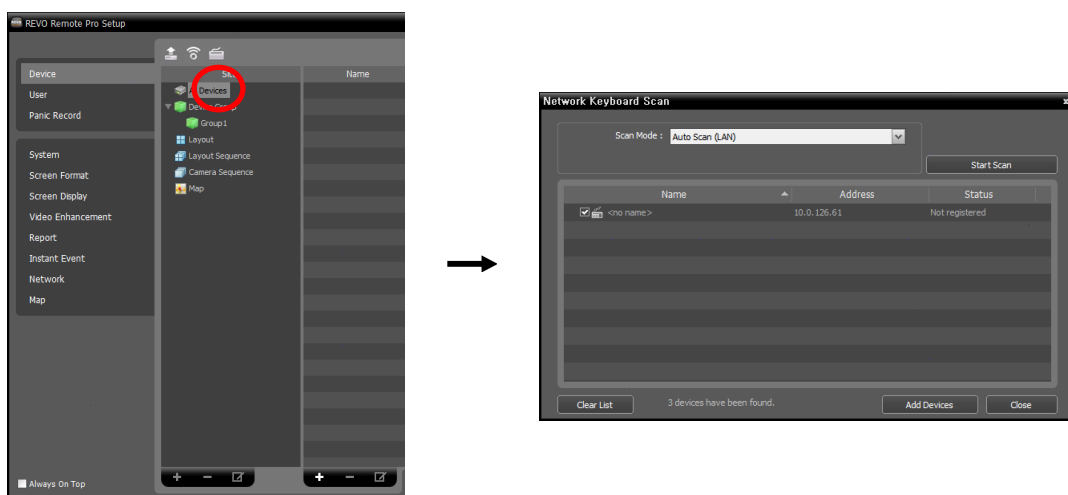 REVO Remote Pro Setup
Device
User
Panic Record
System
Screen Format
Screen Display
Video Enhancement
Report
Instant Event
Network
Map
Always On Top
Name
Devices
Group1
Layout
Layout Sequence
Camera Sequence
Map
Network Keyboard Scan
Scan Mode : Auto Scan (LAN)
Start Scan
Name Address Status
<no name> 10.0.126.61 Not registered
Clear List 3 devices have been found. Add Devices Close